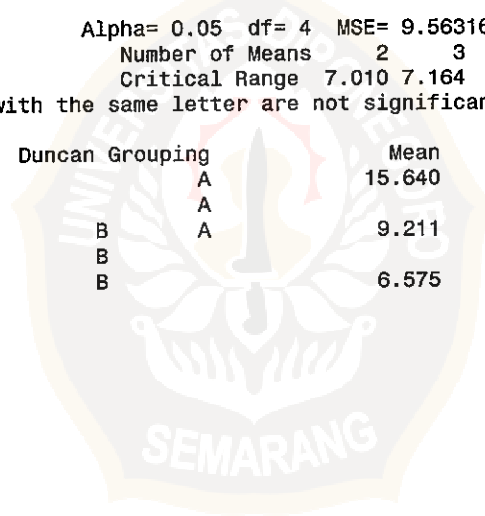 Alpha= 0.05 df= 4 MSE= 9.56316
Number of Means 2 3
Critical Range 7.010 7.164
with the same letter are not significan
Duncan Grouping Mean
A 15.640
A
B A 9.211
B
B 6.575
SEMARANG